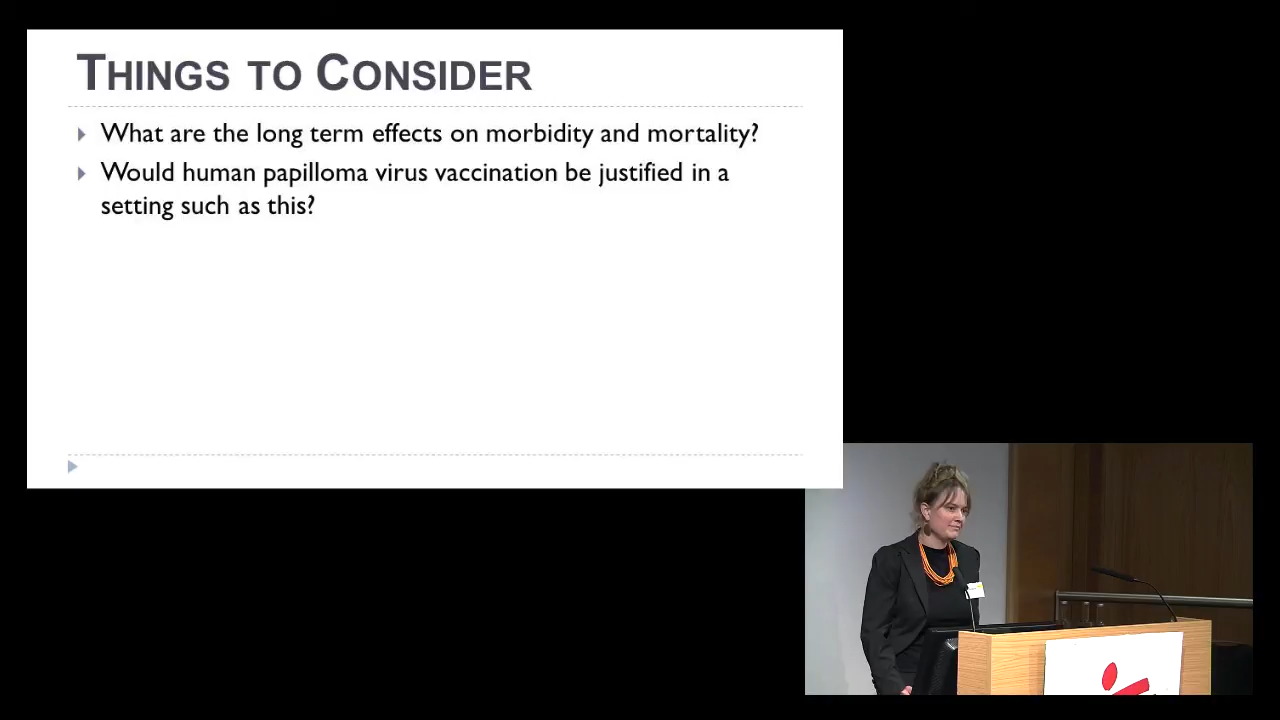 THINGS TO CONSIDER
What are the long term effects on morbidity and mortality?
Would human papilloma virus vaccination be justified in a
setting such as this?